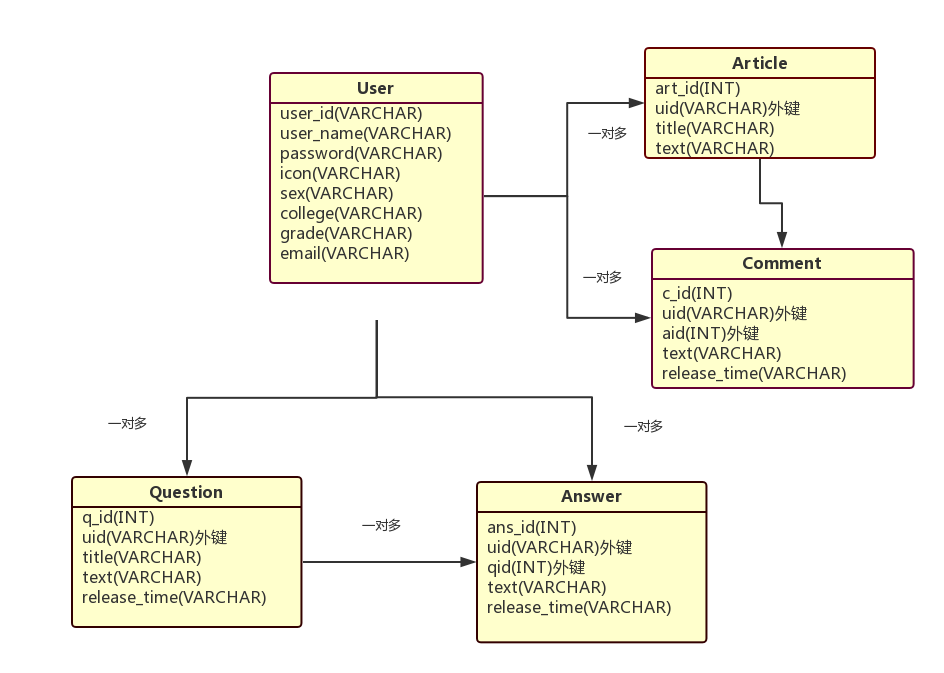 User
user_id(VARCHAR)
user_name(VARCHAR)
password(VARCHAR)
icon(VARCHAR)
sex(VARCHAR)
college(VARCHAR)
grade(VARCHAR)
email(VARCHAR)
一对多
Article
art_id(INT)
uid(VARCHAR)外键
title(VARCHAR)
text(VARCHAR)
一对多
Comment
c_id(INT)
uid(VARCHAR)外键
aid(INT)外键
text(VARCHAR)
release_time(VARCHAR)
一对多
一对多
Question
q_id(INT)
uid(VARCHAR)外键
title(VARCHAR)
text(VARCHAR)
release_time(VARCHAR)
一对多
Answer
ans_id(INT)
uid(VARCHAR)外键
qid(INT)外键
text(VARCHAR)
release_time(VARCHAR)